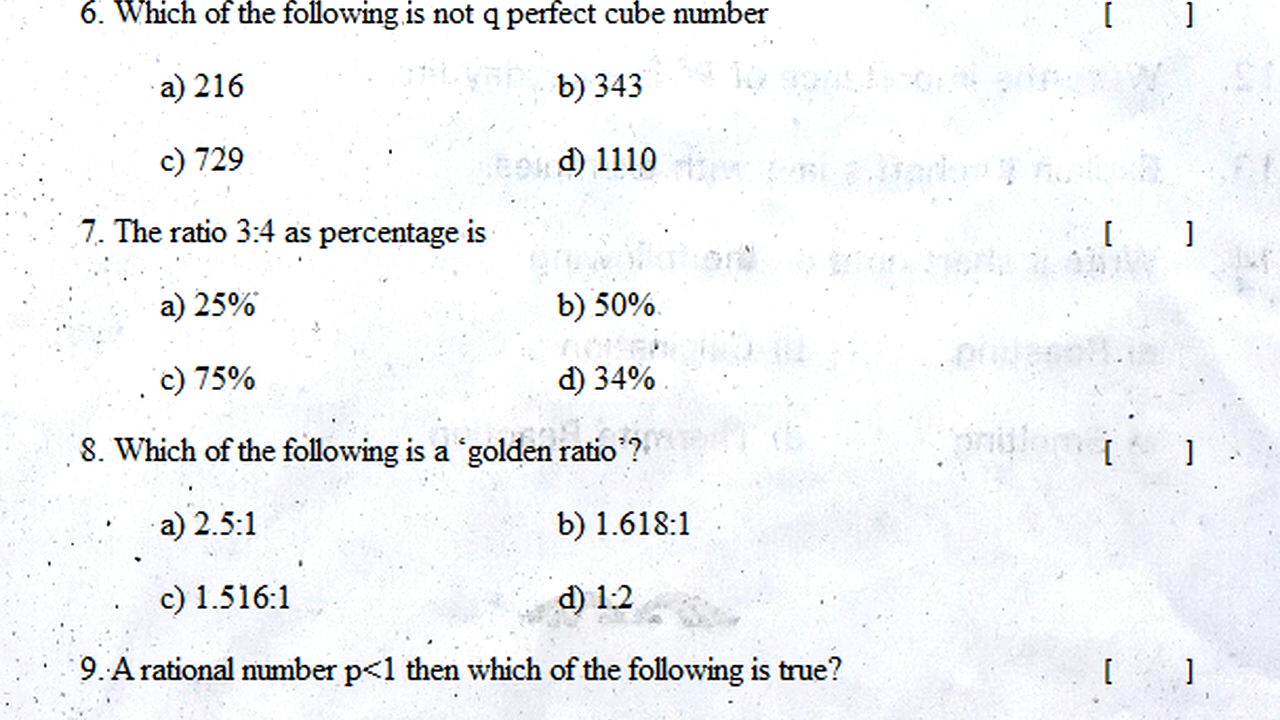 6. Which of the following is not q perfect cube number [ ]
a) 216 b) 343
c) 729 d) 1110
7. The ratio 3:4 as percentage is [ ]
a) 25% b) 50%
c) 75% d) 34%
8. Which of the following is a ‘golden ratio’? [ ]
a) 2.5:1 b) 1.618:1
c) 1.516:1 d) 1:2
9. A rational number p<1 then which of the following is true? [ ]